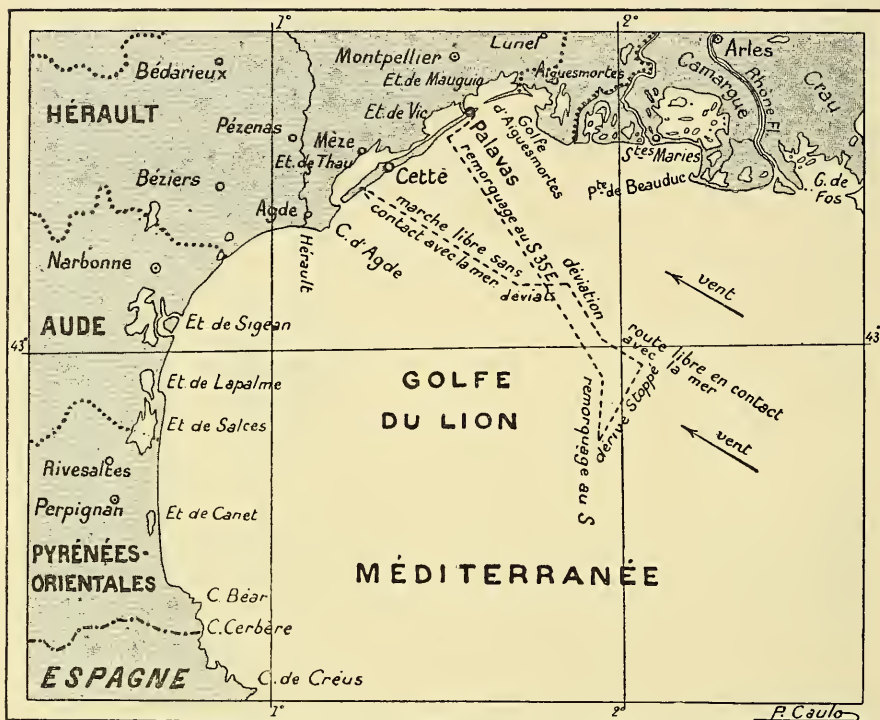 1°
2°
Bédarieux
Montpellier
Lunel
Arles
HÉRAULT
Et. de Mauguio
Aiguesmortes
Camargue
Rhône Fl.
Crau
Et. de Vic
Pézenas
Mèze
Et. de Thau
Palavas
Golfe
d'Aiguesmortes
Stes Maries
Béziers
Cette
Pte de Beauduc
G. de
Fos
Agde
Hérault
C. d'Agde
remorquage au S 35 E
marche libre sans
contact avec la mer
déviatn
déviation
vent
Narbonne
AUDE
Et. de Sigean
43°
43°
route libre en contact
avec la mer
Et. de Lapalme
GOLFE
DU LION
Et de Salces
remorquage au S
dérive Stoppé
vent
Rivesaltes
Perpignan
Et de Canet
PYRÉNÉES-
ORIENTALES
MÉDITERRANÉE
C. Béar
C. Cerbère
ESPAGNE
C. de Créus
1°
2°
P. Caulo